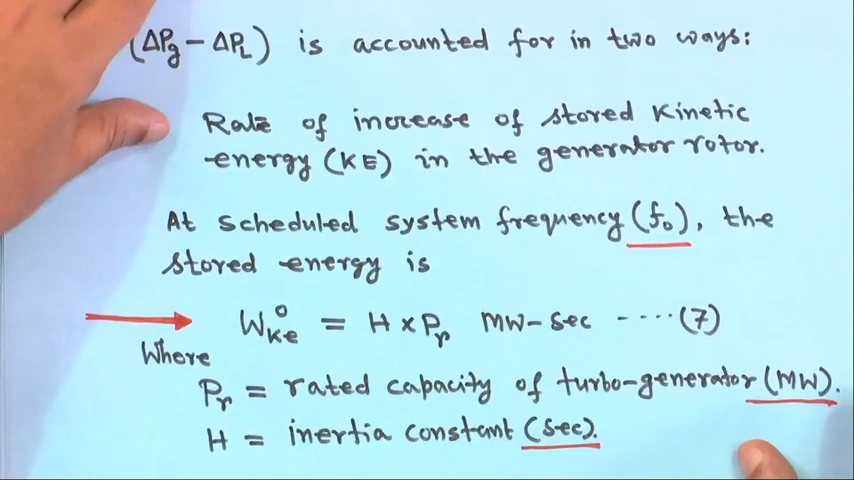 (ΔPg − ΔPL) is accounted for in two ways:
Rate of increase of stored Kinetic
energy (KE) in the generator rotor.
At scheduled system frequency (f₀), the
stored energy is
W⁰ke = H × Pr MW-Sec ---- (7)
Where
Pr = rated capacity of turbo-generator (MW).
H = inertia constant (Sec).